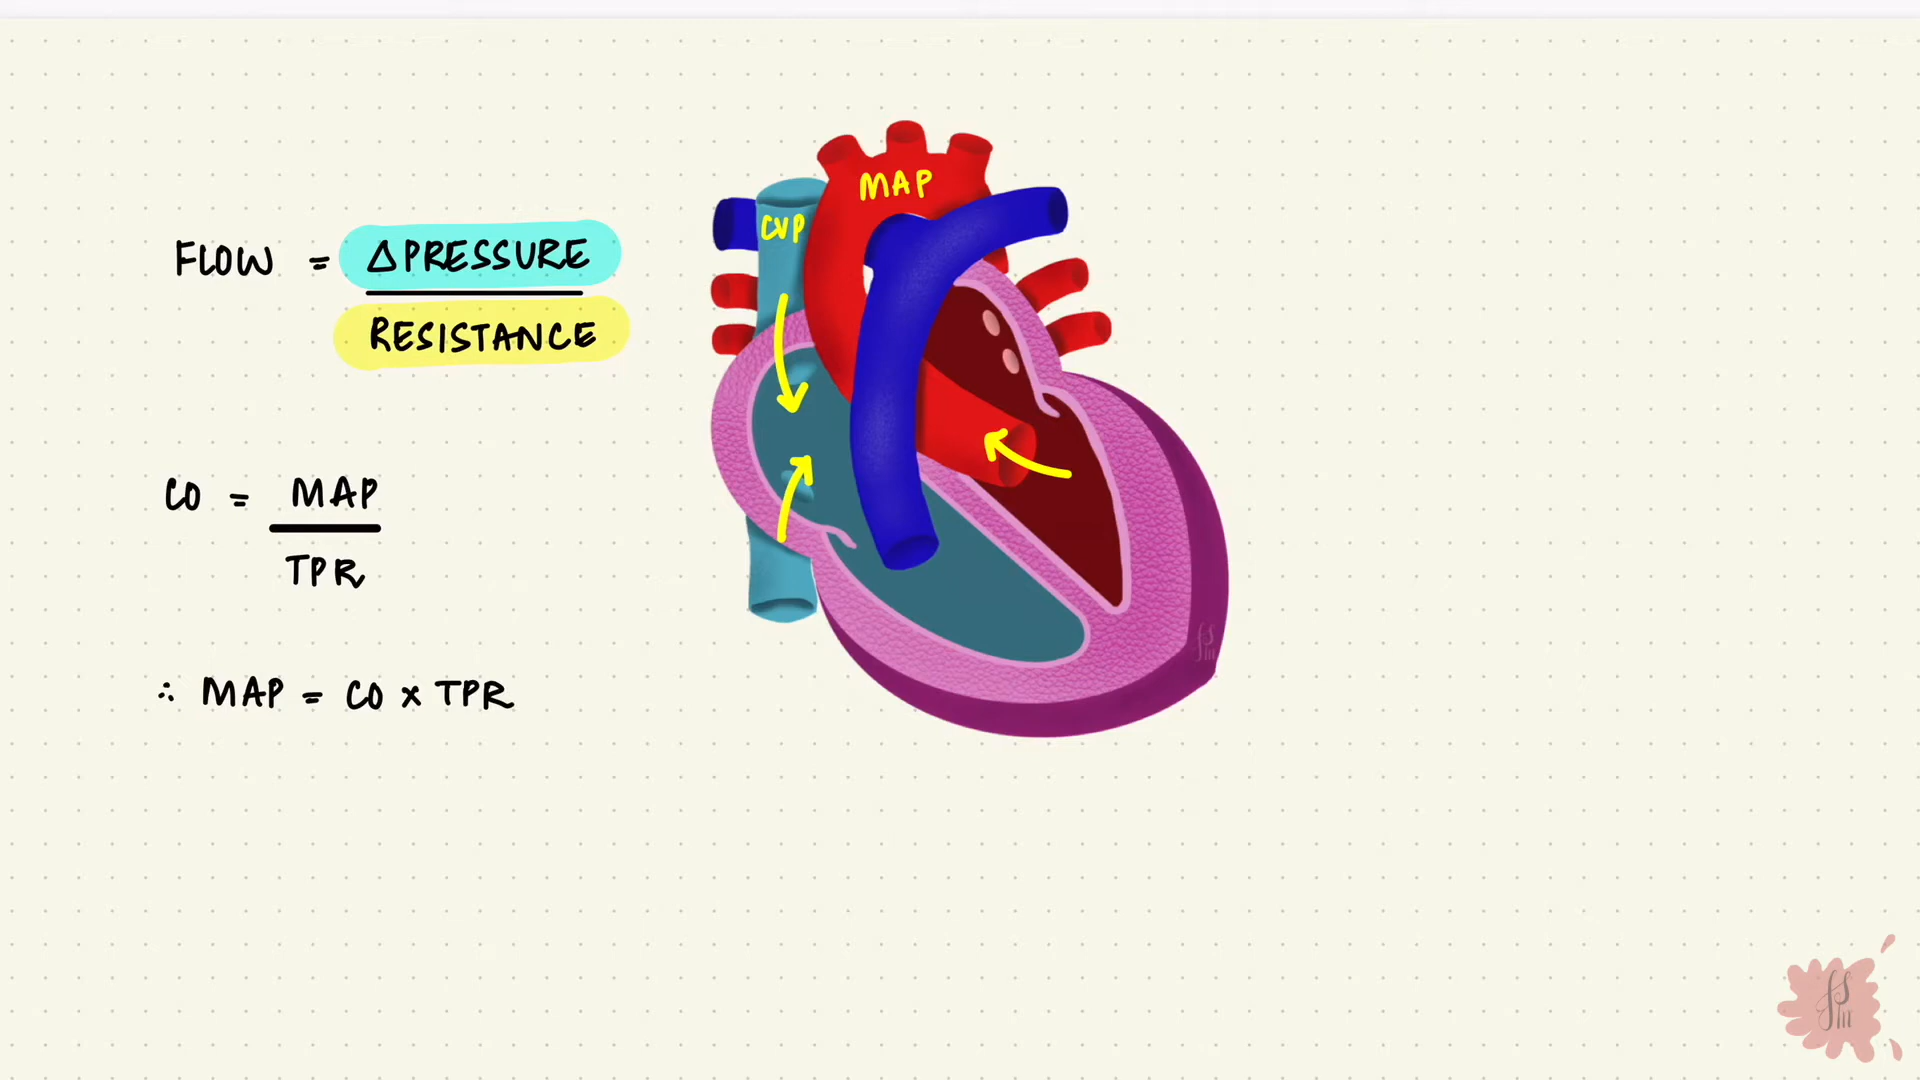 FLOW = ΔPRESSURE
RESISTANCE
CO = MAP
TPR
∴ MAP = CO × TPR
MAP
CVP